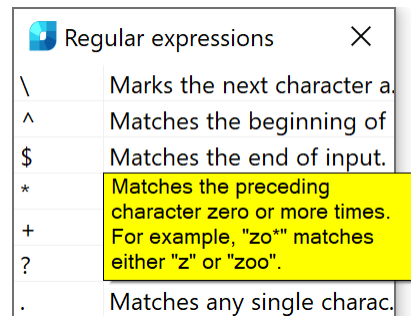 Regular expressions
\ Marks the next character a.
^ Matches the beginning of
$ Matches the end of input.
* Matches the preceding
character zero or more times.
+ For example, "zo*" matches
? either "z" or "zoo".
. Matches any single charac.